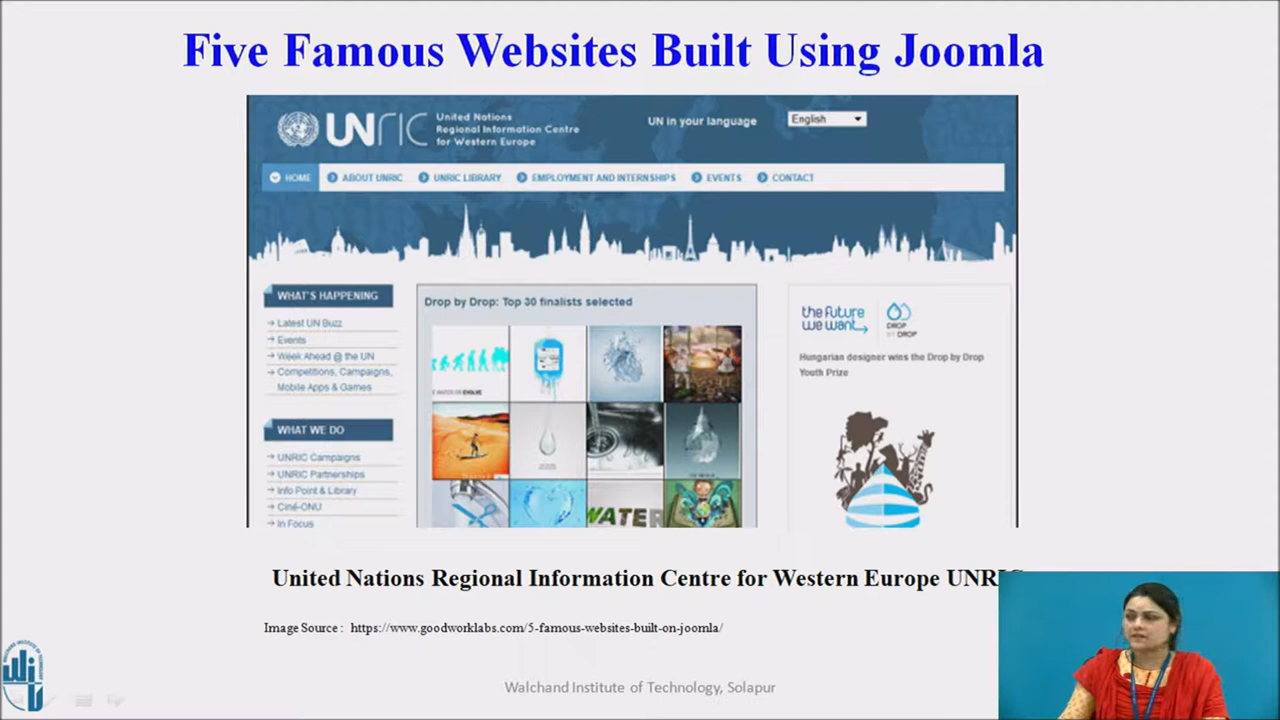 Five Famous Websites Built Using Joomla
UNRIC
United Nations
Regional Information Centre
for Western Europe
UN in your language
English
HOME
ABOUT UNRIC
UNRIC LIBRARY
EMPLOYMENT AND INTERNSHIPS
EVENTS
CONTACT
WHAT'S HAPPENING
Latest UN Buzz
Events
Week Ahead @ the UN
Competitions, Campaigns,
Mobile Apps & Games
WHAT WE DO
UNRIC Campaigns
UNRIC Partnerships
Info Point & Library
Ciné-ONU
In Focus
Drop by Drop: Top 30 finalists selected
WATER
the future
we want
DROP
BY DROP
Hungarian designer wins the Drop by Drop
Youth Prize
United Nations Regional Information Centre for Western Europe UNRIC
Image Source : https://www.goodworklabs.com/5-famous-websites-built-on-joomla/
Walchand Institute of Technology, Solapur